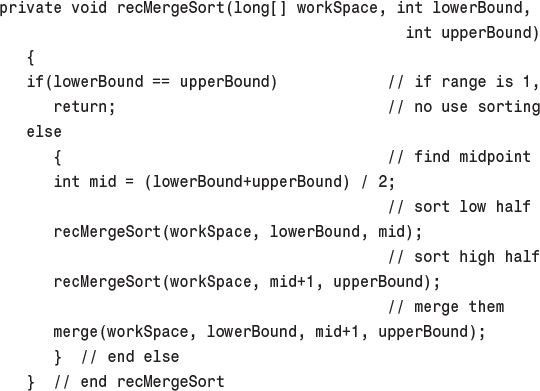 private void recMergeSort(long[] workSpace, int lowerBound,
int upperBound)
{
if(lowerBound == upperBound) // if range is 1,
return; // no use sorting
else
{ // find midpoint
int mid = (lowerBound+upperBound) / 2;
// sort low half
recMergeSort(workSpace, lowerBound, mid);
// sort high half
recMergeSort(workSpace, mid+1, upperBound);
// merge them
merge(workSpace, lowerBound, mid+1, upperBound);
} // end else
} // end recMergeSort